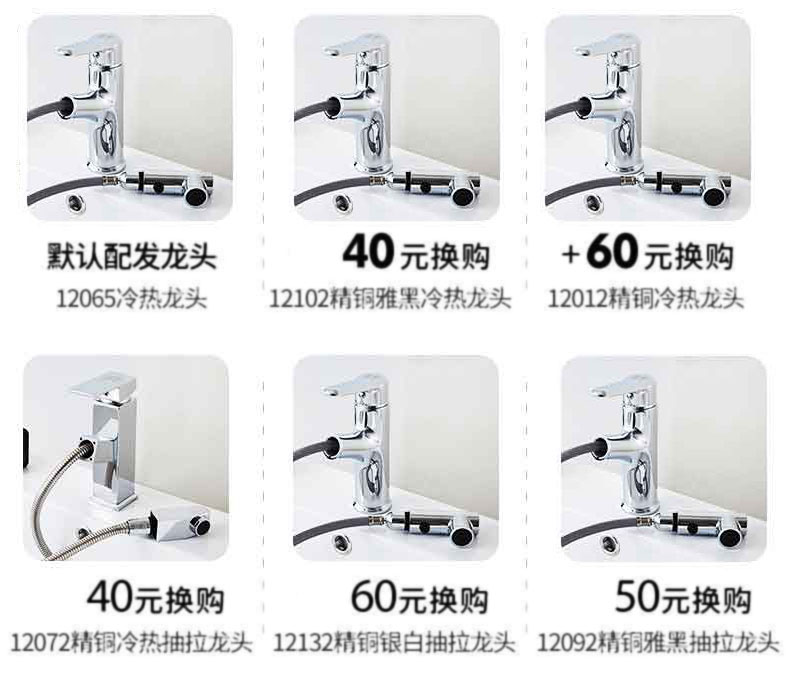 默认配发龙头
12065冷热龙头
40元换购
12102精铜雅黑冷热龙头
+60元换购
12012精铜冷热龙头
40元换购
12072精铜冷热抽拉龙头
60元换购
12132精铜银白抽拉龙头
50元换购
12092精铜雅黑抽拉龙头